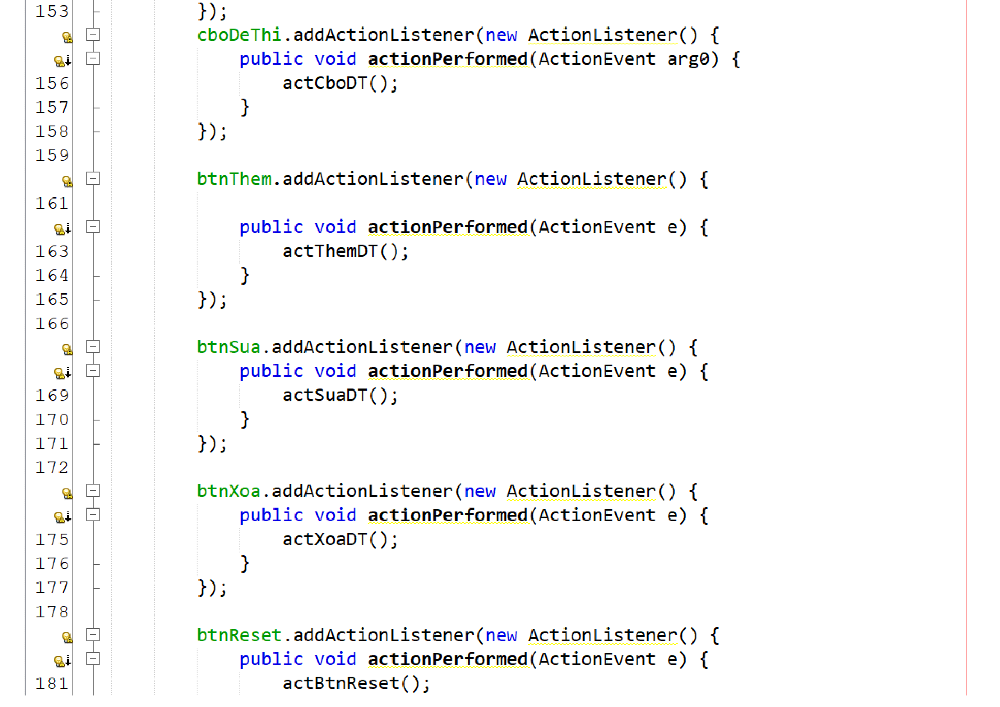 153 });
cboDeThi.addActionListener(new ActionListener() {
public void actionPerformed(ActionEvent arg0) {
156 actCboDT();
157 }
158 });
159
btnThem.addActionListener(new ActionListener() {
161
public void actionPerformed(ActionEvent e) {
163 actThemDT();
164 }
165 });
166
btnSua.addActionListener(new ActionListener() {
public void actionPerformed(ActionEvent e) {
169 actSuaDT();
170 }
171 });
172
btnXoa.addActionListener(new ActionListener() {
public void actionPerformed(ActionEvent e) {
175 actXoaDT();
176 }
177 });
178
btnReset.addActionListener(new ActionListener() {
public void actionPerformed(ActionEvent e) {
181 actBtnReset();